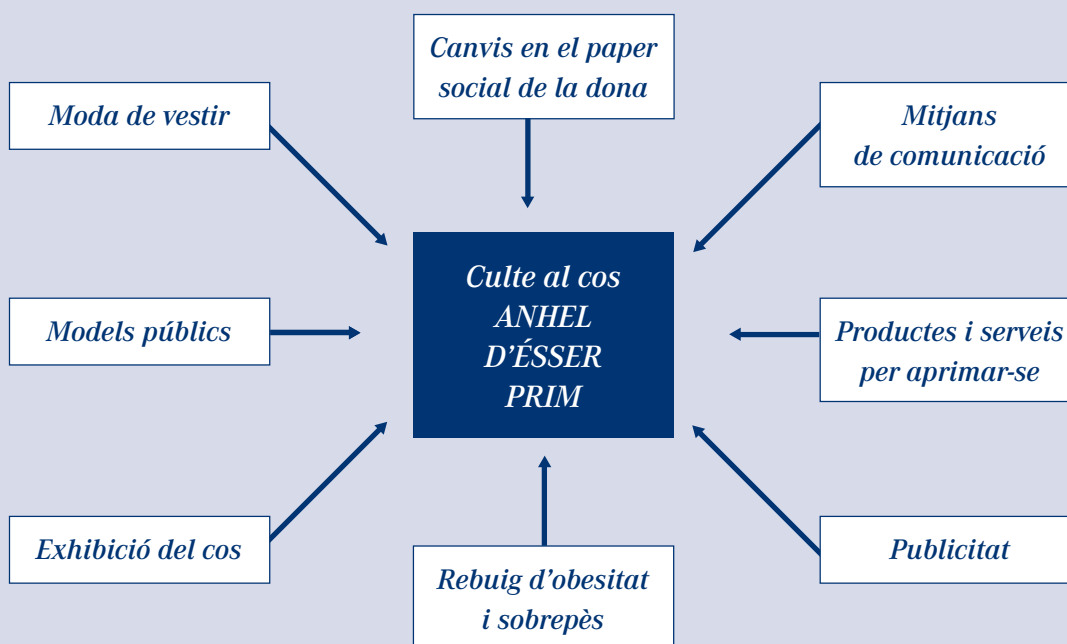 Canvis en el paper
social de la dona
Moda de vestir
Mitjans
de comunicació
Culte al cos
ANHEL
D’ÉSSER
PRIM
Models públics
Productes i serveis
per aprimar-se
Exhibició del cos
Rebuig d’obesitat
i sobrepès
Publicitat